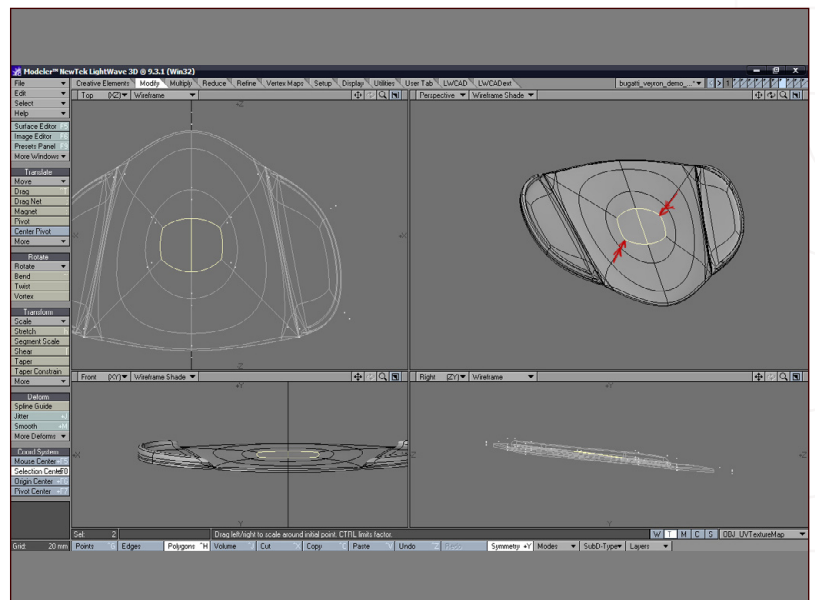 Modeler™ NewTek LightWave 3D ® 9.3.1 (Win32)
File
Creative Elements Modify Multiply Reduce Refine Vertex Maps Setup Display Utilities User Tab LWCAD LWCADext
bugatti_veyron_demo_...* 1
Edit
Top (XZ) Wireframe
Perspective Wireframe Shade
Select
Help
Surface Editor F5
Image Editor F6
Presets Panel F8
More Windows
Translate
Move
Drag
Drag Net
Magnet
Pivot
Center Pivot
More
Rotate
Rotate
Bend
Twist
Vortex
Transform
Scale
Stretch
Segment Scale
Shear
Taper
Taper Constrain
More
Front (XY) Wireframe Shade
Right (ZY) Wireframe
Deform
Spline Guide
Jitter
Smooth
More Deforms
Coord System
Mouse Center
Selection Center
Origin Center
Pivot Center
Sel: 2
Drag left/right to scale around initial point. CTRL limits factor.
W T M C S OBJ_UVTextureMap
Grid: 20 mm
Points Edges Polygons ^H Volume Cut Copy Paste Undo Redo Symmetry +Y Modes SubD-Type Layers